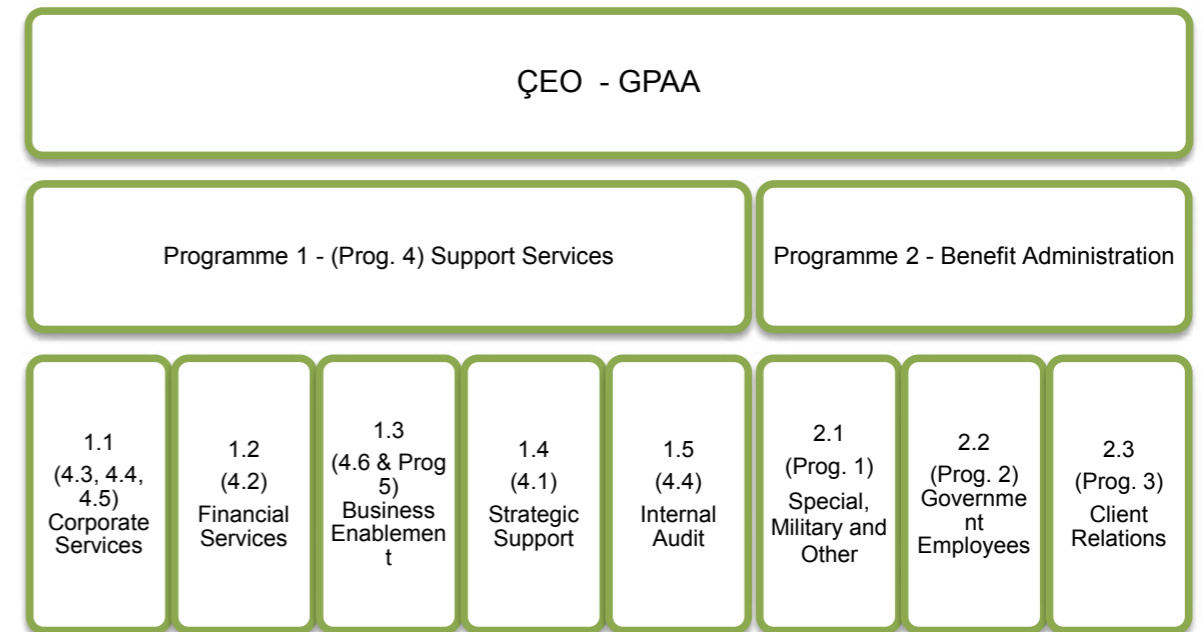 ÇEO - GPAA
Programme 1 - (Prog. 4) Support Services
Programme 2 - Benefit Administration
1.1
(4.3, 4.4,
4.5)
Corporate
Services
1.2
(4.2)
Financial
Services
1.3
(4.6 & Prog
5)
Business
Enablemen
t
1.4
(4.1)
Strategic
Support
1.5
(4.4)
Internal
Audit
2.1
(Prog. 1)
Special,
Military and
Other
2.2
(Prog. 2)
Governme
nt
Employees
2.3
(Prog. 3)
Client
Relations